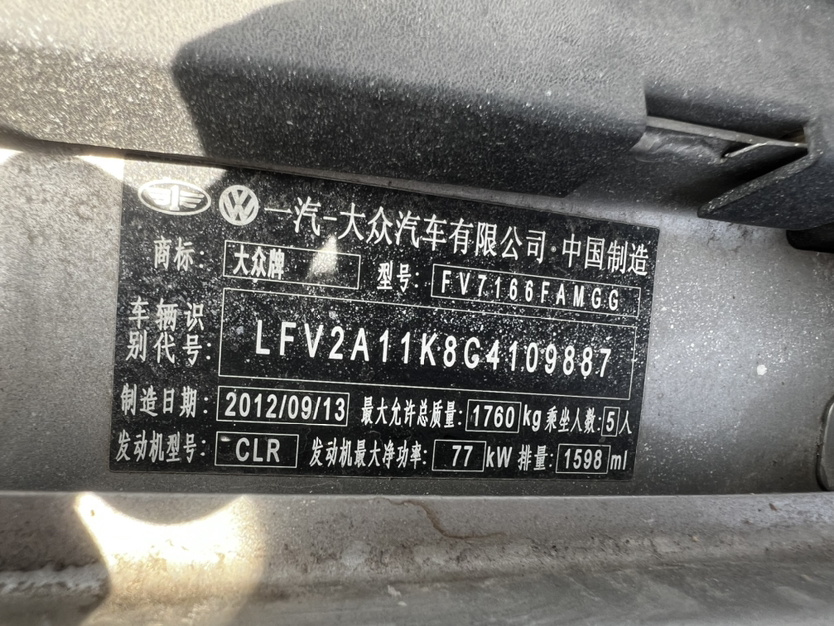 一汽-大众汽车有限公司·中国制造
商标: 大众牌 型号: FV7166FAMGG
车辆识别代号: LFV2A11K8G4109887
制造日期: 2012/09/13 最大允许总质量: 1760 kg 乘坐人数: 5 人
发动机型号: CLR 发动机最大净功率: 77 kW 排量: 1598 ml